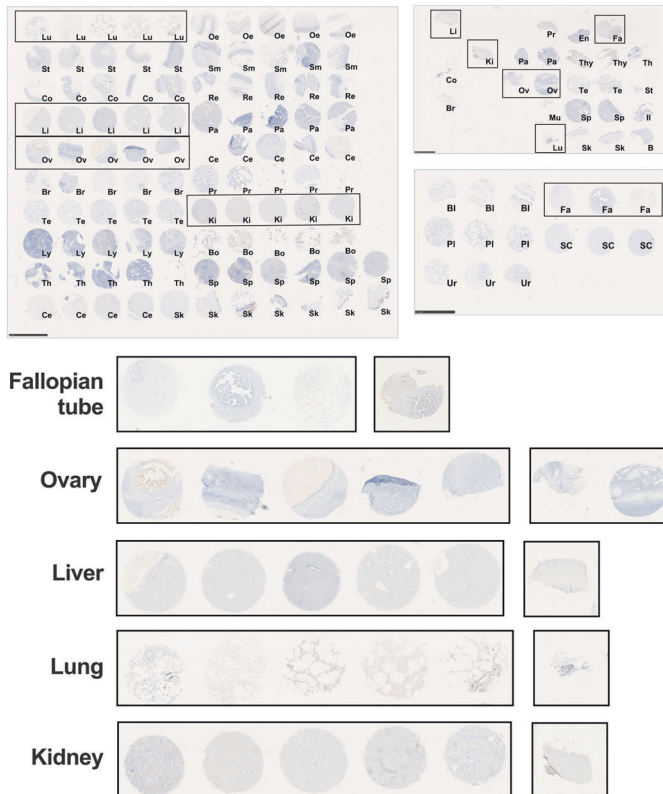 Lu Lu Lu Lu Lu Oe Oe Oe Oe Oe
St St St St St Sm Sm Sm Sm Sm
Co Co Co Co Co Re Re Re Re Re
Li Li Li Li Li Pa Pa Pa Pa Pa
Ov Ov Ov Ov Ov Ce Ce Ce Ce Ce
Br Br Br Br Br Pr Pr Pr Pr Pr
Te Te Te Te Te Ki Ki Ki Ki Ki
Ly Ly Ly Ly Ly Bo Bo Bo Bo Bo
Th Th Th Th Th Sp Sp Sp Sp Sp Sp
Ce Ce Ce Ce Sk Sk Sk Sk Sk Sk
Li Pr En Fa
Ki Pa Pa Thy Thy Th
Co Ov Ov Te Te St
Br Mu Sp Sp Il
Lu Sk Sk B
Bl Bl Bl Fa Fa Fa
Pl Pl Pl SC SC SC
Ur Ur Ur
Fallopian
tube
Ovary
Liver
Lung
Kidney